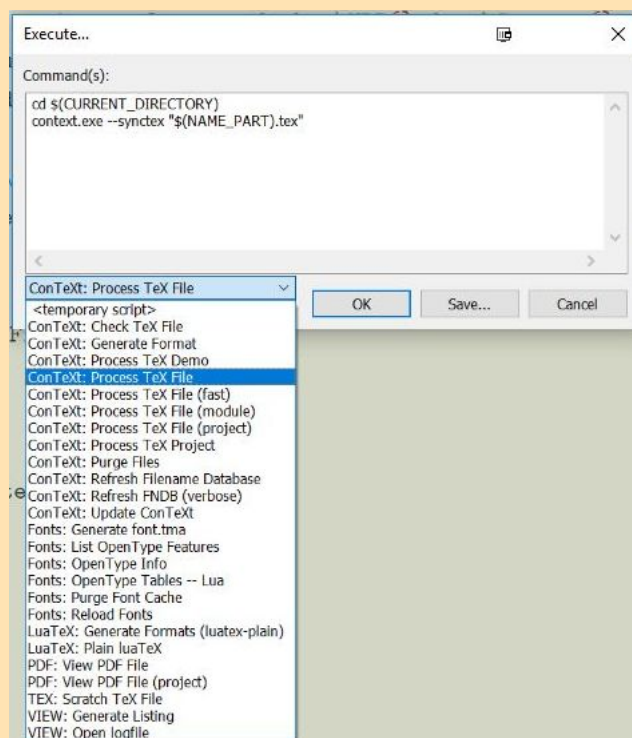 Execute...
Command(s):
cd $(CURRENT_DIRECTORY)
context.exe --synctex "$(NAME_PART).tex"
ConTeXt: Process TeX File
OK
Save...
Cancel
<temporary script>
ConTeXt: Check TeX File
ConTeXt: Generate Format
ConTeXt: Process TeX Demo
ConTeXt: Process TeX File
ConTeXt: Process TeX File (fast)
ConTeXt: Process TeX File (module)
ConTeXt: Process TeX File (project)
ConTeXt: Process TeX Project
ConTeXt: Purge Files
ConTeXt: Refresh Filename Database
ConTeXt: Refresh FNDB (verbose)
ConTeXt: Update ConTeXt
Fonts: Generate font.tma
Fonts: List OpenType Features
Fonts: OpenType Info
Fonts: OpenType Tables -- Lua
Fonts: Purge Font Cache
Fonts: Reload Fonts
LuaTeX: Generate Formats (luatex-plain)
LuaTeX: Plain luaTeX
PDF: View PDF File
PDF: View PDF File (project)
TEX: Scratch TeX File
VIEW: Generate Listing
VIEW: Open logfile